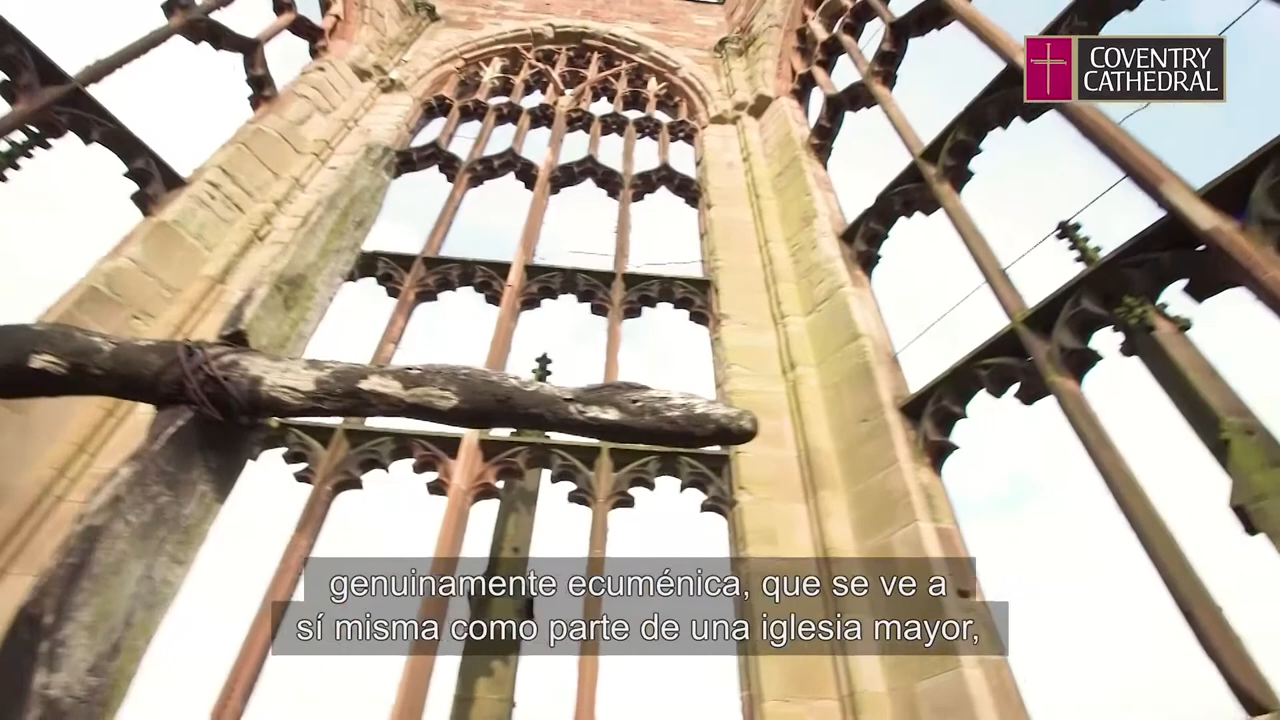 COVENTRY
CATHEDRAL
genuinamente ecuménica, que se ve a
sí misma como parte de una iglesia mayor,